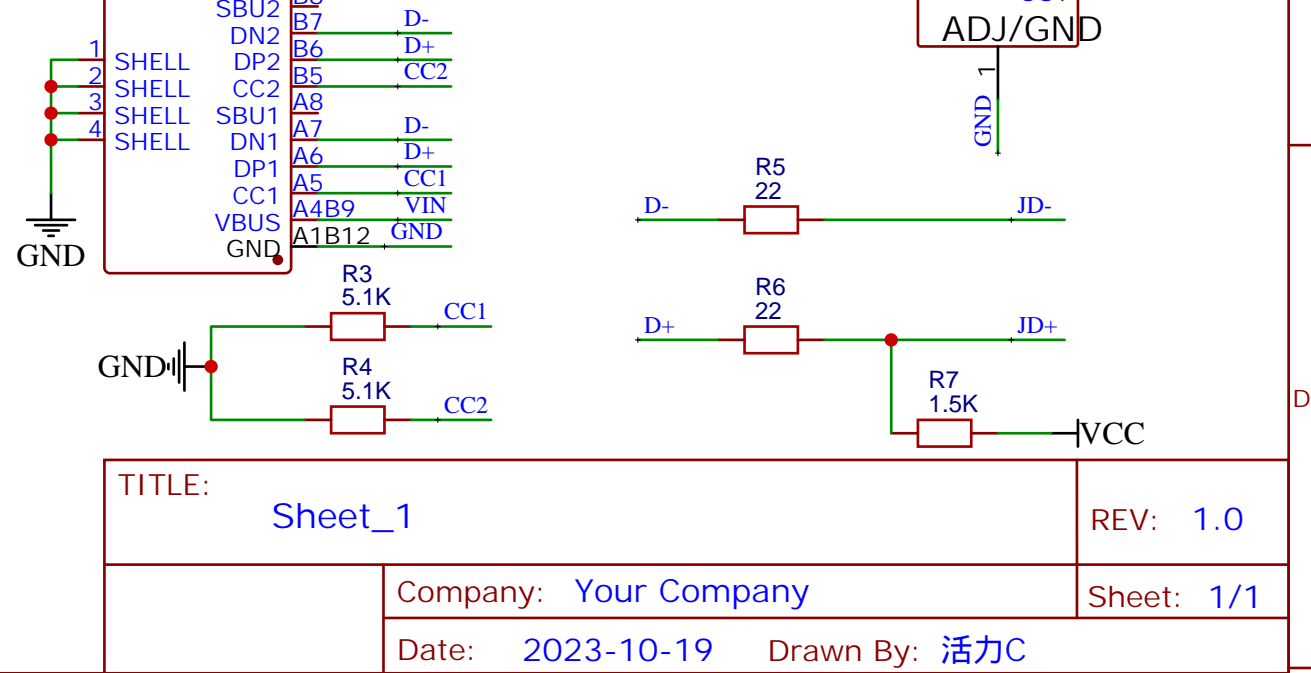 SBU2
B7 D-
DN2
B6 D+
DP2
B5 CC2
CC2
A8
SBU1
A7 D-
DN1
A6 D+
DP1
A5 CC1
CC1
A4B9 VIN
VBUS
A1B12 GND
GND
1 SHELL
2 SHELL
3 SHELL
4 SHELL
GND
ADJ/GND
1
GND
R3
5.1K
CC1
GND
R4
5.1K
CC2
R5
22
D- JD-
R6
22
D+ JD+
R7
1.5K
VCC
D
TITLE:
Sheet_1
REV: 1.0
Company: Your Company
Sheet: 1/1
Date: 2023-10-19 Drawn By: 活力C